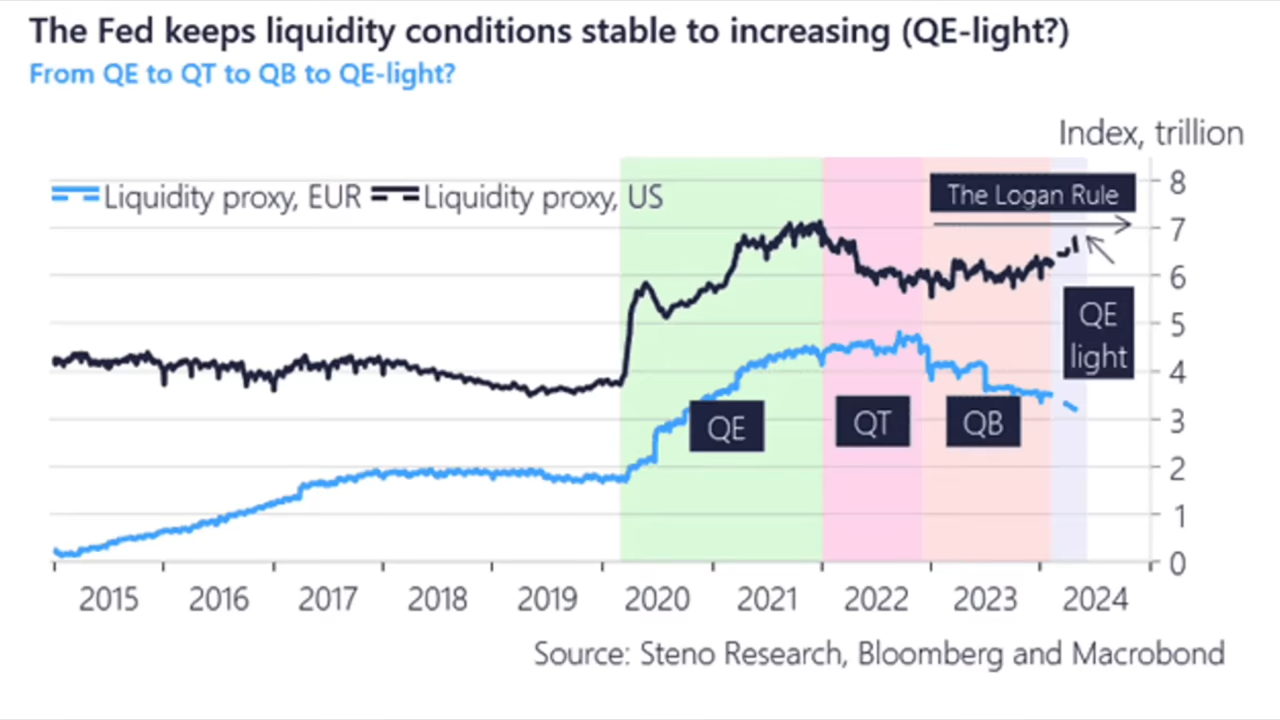 The Fed keeps liquidity conditions stable to increasing (QE-light?)
From QE to QT to QB to QE-light?
Index, trillion
Liquidity proxy, EUR Liquidity proxy, US
The Logan Rule
8
7
6
5
4
3
2
1
0
QE
light
QE
QT
QB
2015 2016 2017 2018 2019 2020 2021 2022 2023 2024
Source: Steno Research, Bloomberg and Macrobond